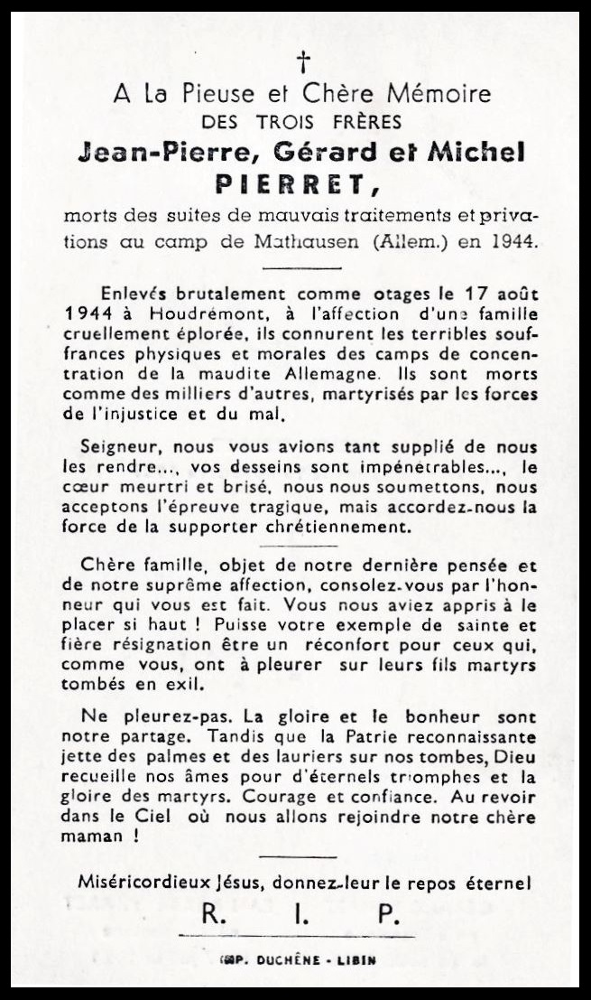 †
A La Pieuse et Chère Mémoire
DES TROIS FRÈRES
Jean-Pierre, Gérard et Michel
PIERRET,
morts des suites de mauvais traitements et priva-
tions au camp de Mathausen (Allem.) en 1944.
Enlevés brutalement comme otages le 17 août
1944 à Houdrémont, à l'affection d'une famille
cruellement éplorée, ils connurent les terribles souf-
frances physiques et morales des camps de concen-
tration de la maudite Allemagne. Ils sont morts
comme des milliers d'autres, martyrisés par les forces
de l'injustice et du mal.
Seigneur, nous vous avions tant supplié de nous
les rendre..., vos desseins sont impénétrables..., le
cœur meurtri et brisé, nous nous soumettons, nous
acceptons l'épreuve tragique, mais accordez-nous la
force de la supporter chrétiennement.
Chère famille, objet de notre dernière pensée et
de notre suprême affection, consolez-vous par l'hon-
neur qui vous est fait. Vous nous aviez appris à le
placer si haut ! Puisse votre exemple de sainte et
fière résignation être un réconfort pour ceux qui,
comme vous, ont à pleurer sur leurs fils martyrs
tombés en exil.
Ne pleurez-pas. La gloire et le bonheur sont
notre partage. Tandis que la Patrie reconnaissante
jette des palmes et des lauriers sur nos tombes, Dieu
recueille nos âmes pour d'éternels triomphes et la
gloire des martyrs. Courage et confiance. Au revoir
dans le Ciel où nous allons rejoindre notre chère
maman !
Miséricordieux Jésus, donnez-leur le repos éternel
R. I. P.
IMP. DUCHÊNE - LIBIN